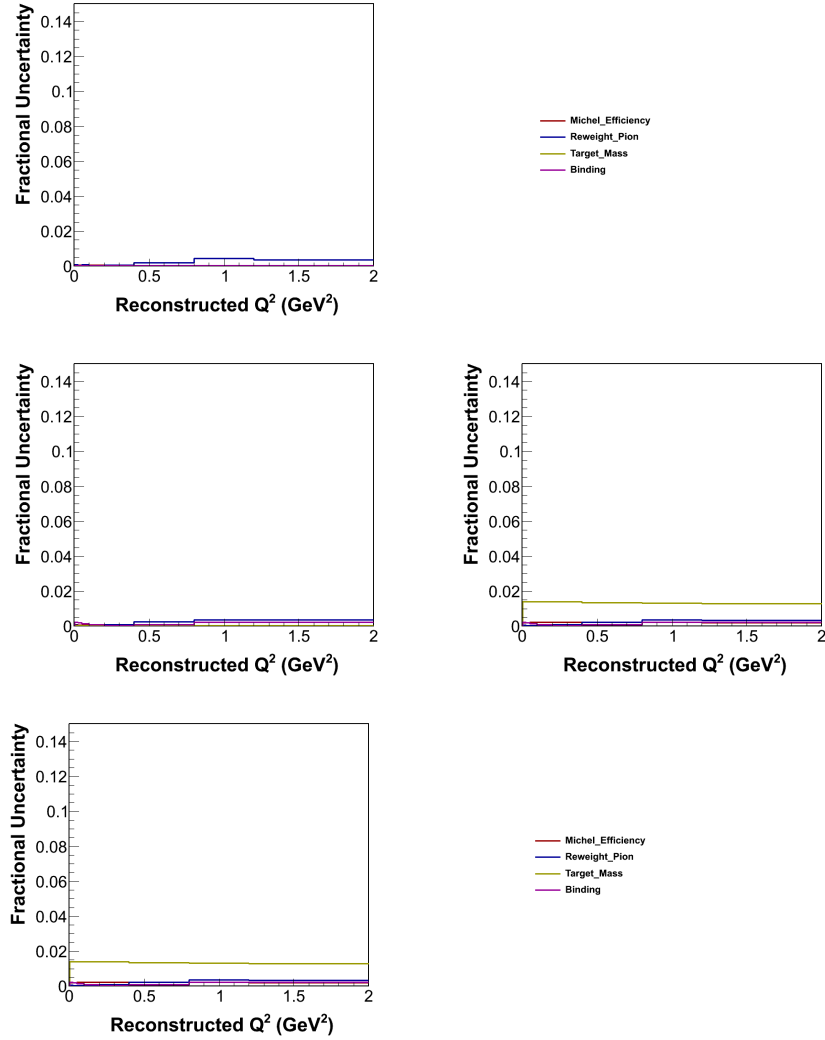 Fractional Uncertainty
0.14
0.12
0.1
0.08
0.06
0.04
0.02
0
0 0.5 1 1.5 2
Reconstructed Q² (GeV²)
Michel_Efficiency
Reweight_Pion
Target_Mass
Binding
Fractional Uncertainty
0.14
0.12
0.1
0.08
0.06
0.04
0.02
0
0 0.5 1 1.5 2
Reconstructed Q² (GeV²)
Fractional Uncertainty
0.14
0.12
0.1
0.08
0.06
0.04
0.02
0
0 0.5 1 1.5 2
Reconstructed Q² (GeV²)
Fractional Uncertainty
0.14
0.12
0.1
0.08
0.06
0.04
0.02
0
0 0.5 1 1.5 2
Reconstructed Q² (GeV²)
Michel_Efficiency
Reweight_Pion
Target_Mass
Binding